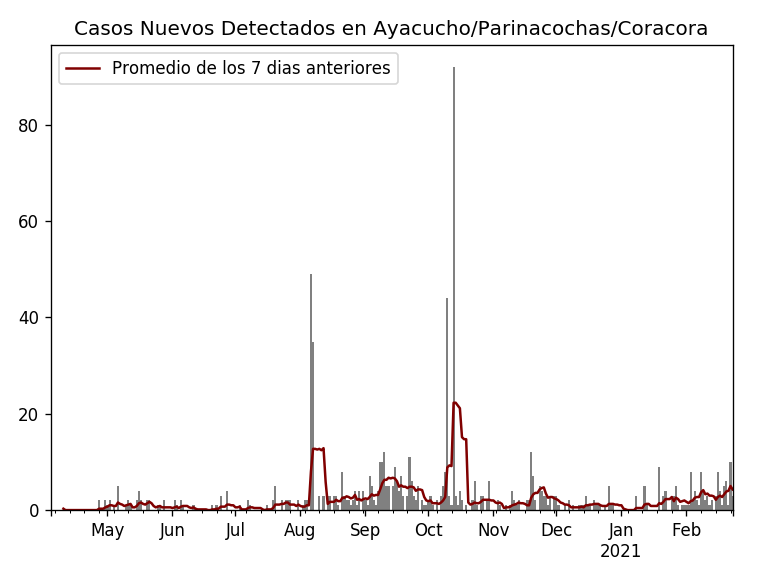 Casos Nuevos Detectados en Ayacucho/Parinacochas/Coracora
Promedio de los 7 dias anteriores
80
60
40
20
0
May Jun Jul Aug Sep Oct Nov Dec Jan Feb
2021